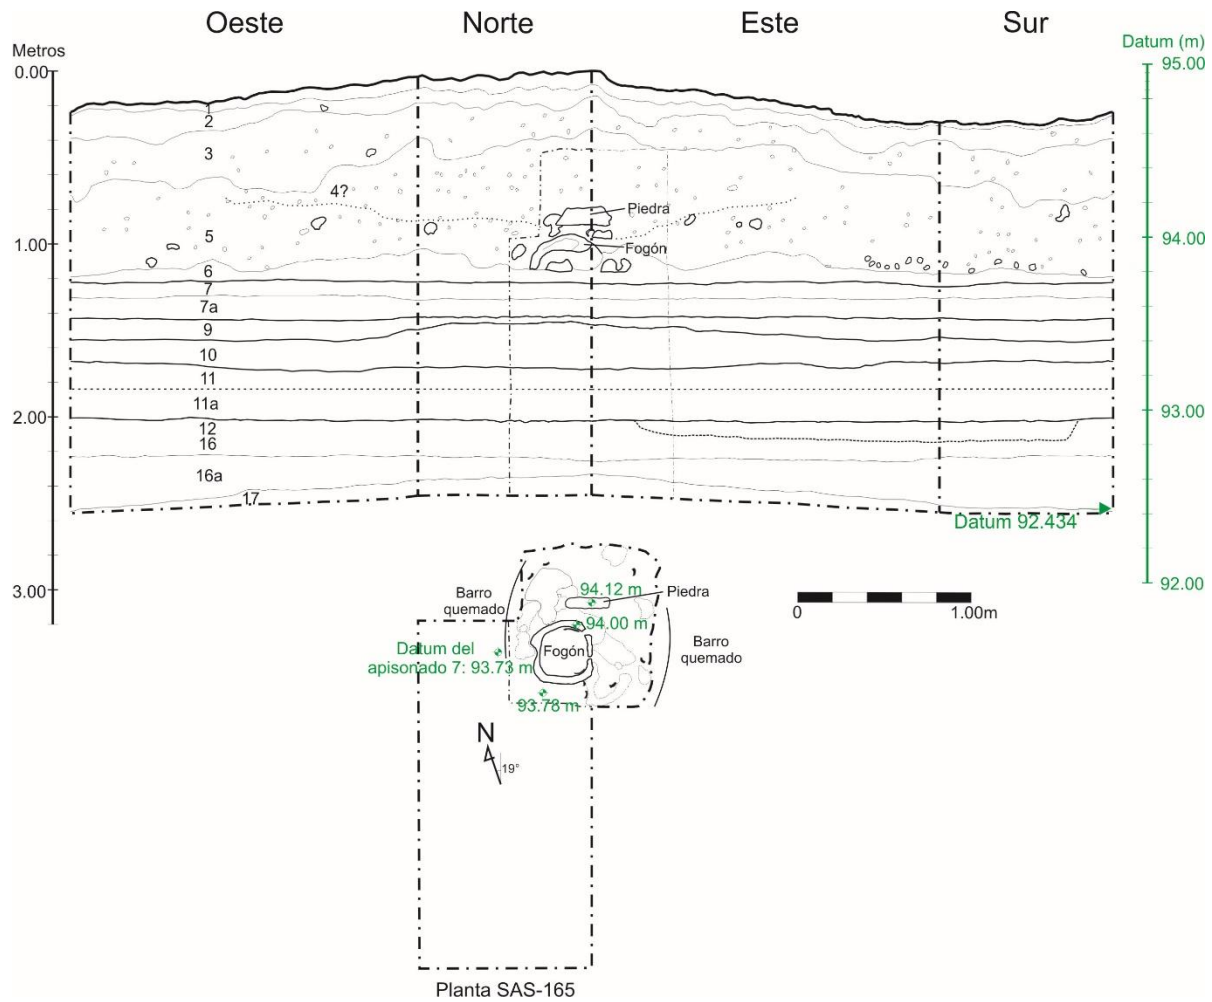 Oeste Norte Este Sur
Metros
Datum (m)
0.00
95.00
1
2
3
4?
Piedra
5
1.00
94.00
Fogón
6
7
7a
9
10
11
11a
2.00
93.00
12
16
16a
17
Datum 92.434
3.00
92.00
Barro
quemado
94.12 m
Piedra
0 1.00m
94.00 m
Fogón
Barro
quemado
Datum del
apisonado 7: 93.73 m
93.78 m
N
19°
Planta SAS-165